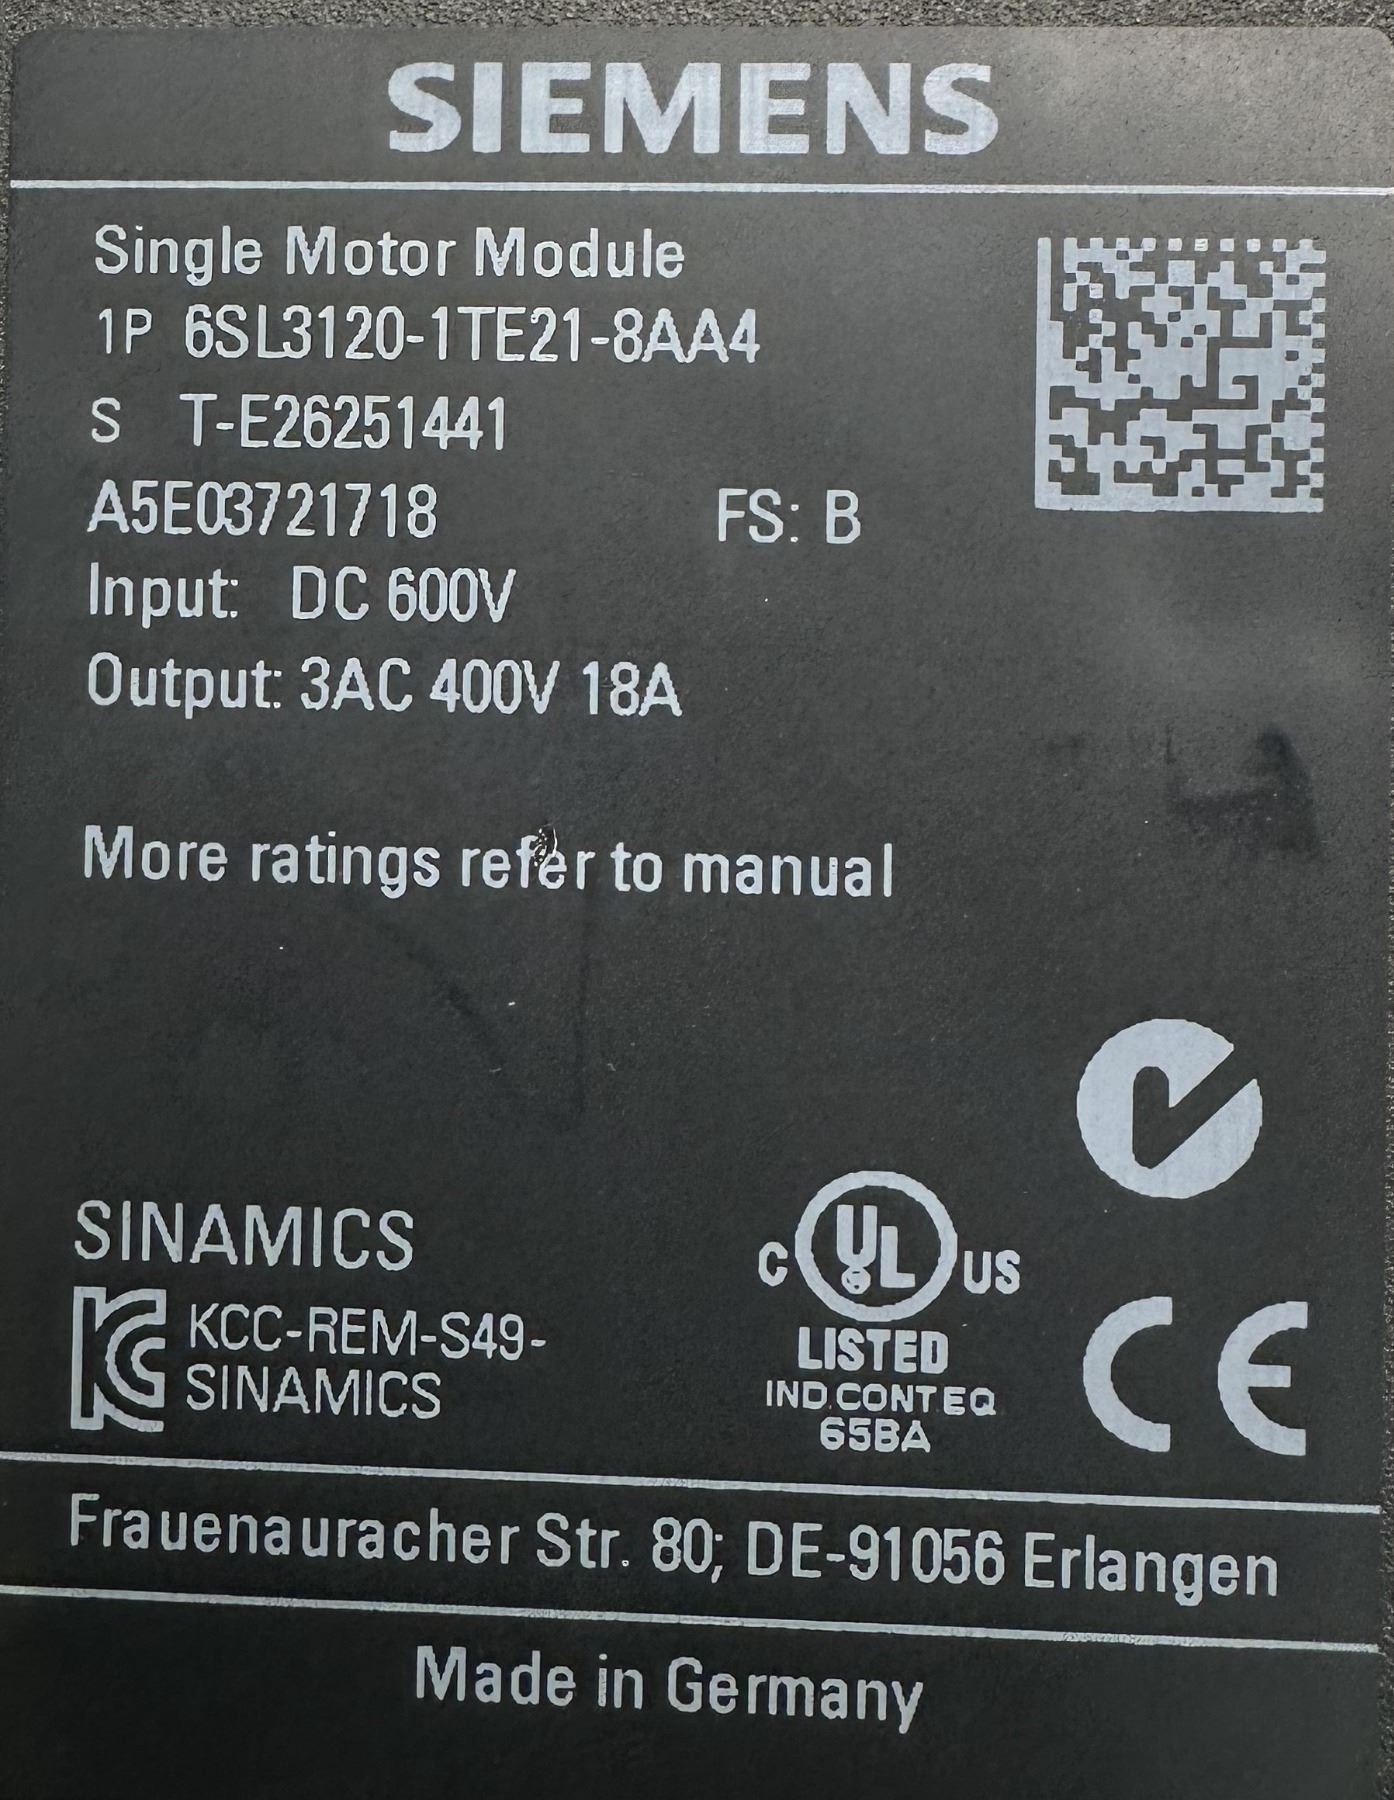 SIEMENS
Single Motor Module
1P 6SL3120-1TE21-8AA4
S T-E26251441
A5E03721718 FS: B
Input: DC 600V
Output: 3AC 400V 18A
More ratings refer to manual
SINAMICS
KCC-REM-S49-
SINAMICS
C UL US
LISTED
IND.CONT.EQ
65BA
CE
Frauenauracher Str. 80; DE-91056 Erlangen
Made in Germany